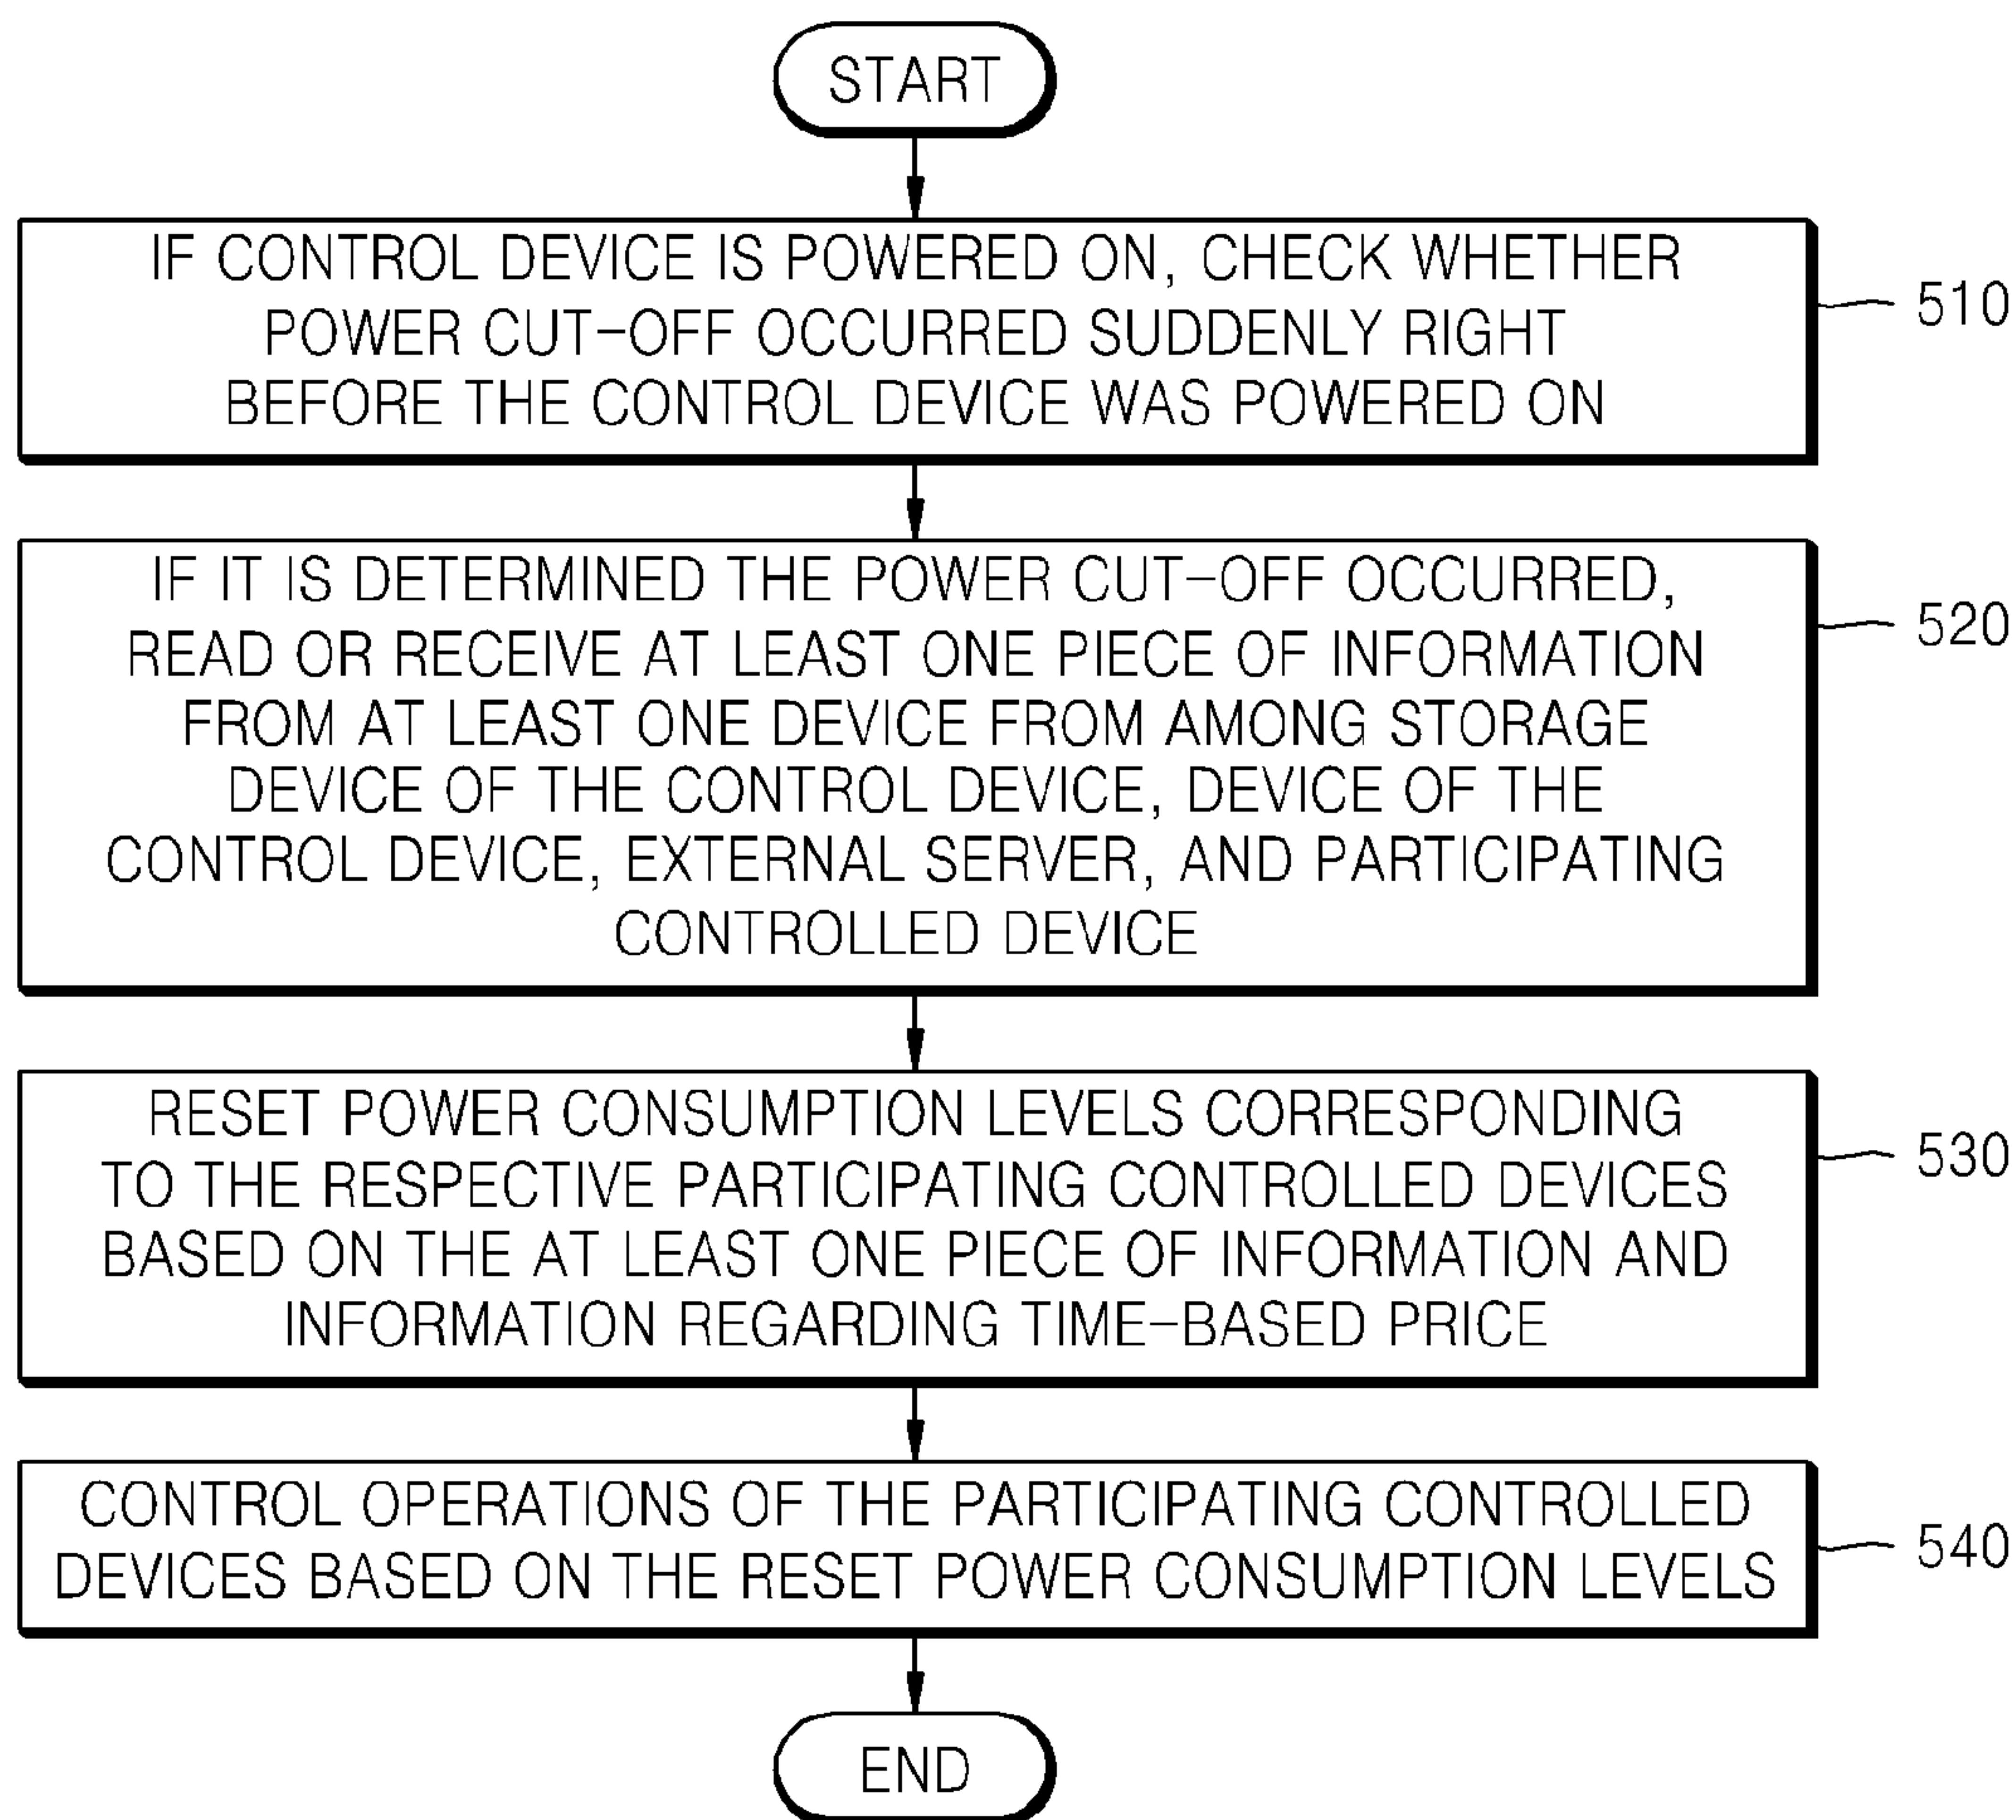 START
IF CONTROL DEVICE IS POWERED ON, CHECK WHETHER
POWER CUT-OFF OCCURRED SUDDENLY RIGHT
BEFORE THE CONTROL DEVICE WAS POWERED ON
510
IF IT IS DETERMINED THE POWER CUT-OFF OCCURRED,
READ OR RECEIVE AT LEAST ONE PIECE OF INFORMATION
FROM AT LEAST ONE DEVICE FROM AMONG STORAGE
DEVICE OF THE CONTROL DEVICE, DEVICE OF THE
CONTROL DEVICE, EXTERNAL SERVER, AND PARTICIPATING
CONTROLLED DEVICE
520
RESET POWER CONSUMPTION LEVELS CORRESPONDING
TO THE RESPECTIVE PARTICIPATING CONTROLLED DEVICES
BASED ON THE AT LEAST ONE PIECE OF INFORMATION AND
INFORMATION REGARDING TIME-BASED PRICE
530
CONTROL OPERATIONS OF THE PARTICIPATING CONTROLLED
DEVICES BASED ON THE RESET POWER CONSUMPTION LEVELS
540
END